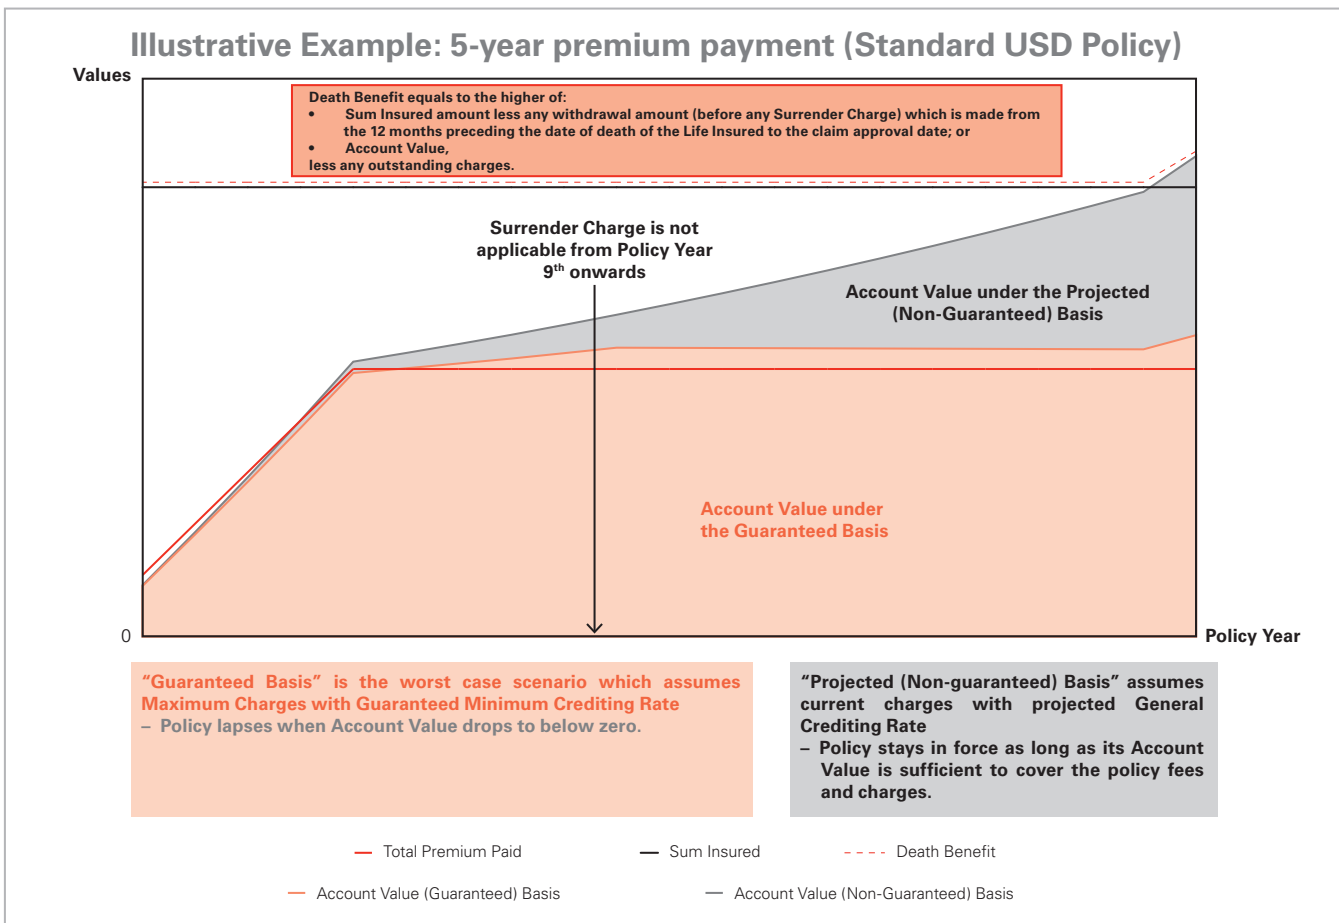 Illustrative Example: 5-year premium payment (Standard USD Policy)
Values
Death Benefit equals to the higher of:
• Sum Insured amount less any withdrawal amount (before any Surrender Charge) which is made from
the 12 months preceding the date of death of the Life Insured to the claim approval date; or
• Account Value,
less any outstanding charges.
Surrender Charge is not
applicable from Policy Year
9th onwards
Account Value under the Projected
(Non-Guaranteed) Basis
Account Value under
the Guaranteed Basis
0
Policy Year
“Guaranteed Basis” is the worst case scenario which assumes
Maximum Charges with Guaranteed Minimum Crediting Rate
– Policy lapses when Account Value drops to below zero.
“Projected (Non-guaranteed) Basis” assumes
current charges with projected General
Crediting Rate
– Policy stays in force as long as its Account
Value is sufficient to cover the policy fees
and charges.
Total Premium Paid
Sum Insured
Death Benefit
Account Value (Guaranteed) Basis
Account Value (Non-Guaranteed) Basis